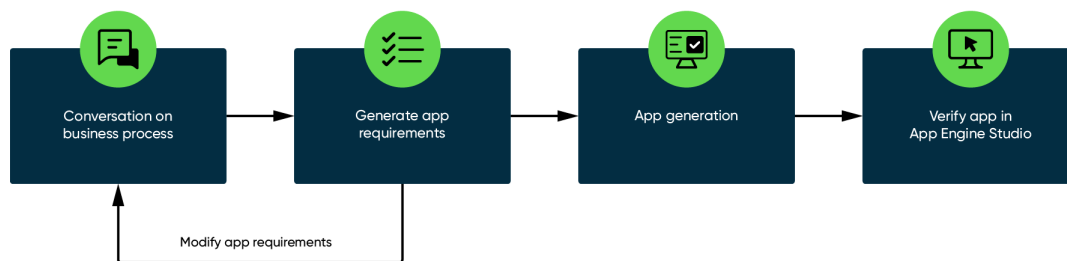 Conversation on
business process
Generate app
requirements
App generation
Verify app in
App Engine Studio
Modify app requirements